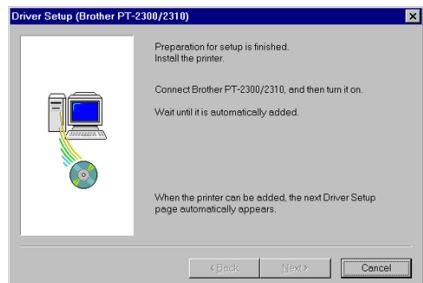 Driver Setup (Brother PT-2300/2310)
Preparation for setup is finished.
Install the printer.
Connect Brother PT-2300/2310, and then turn it on.
Wait until it is automatically added.
When the printer can be added, the next Driver Setup
page automatically appears.
< Back Next > Cancel